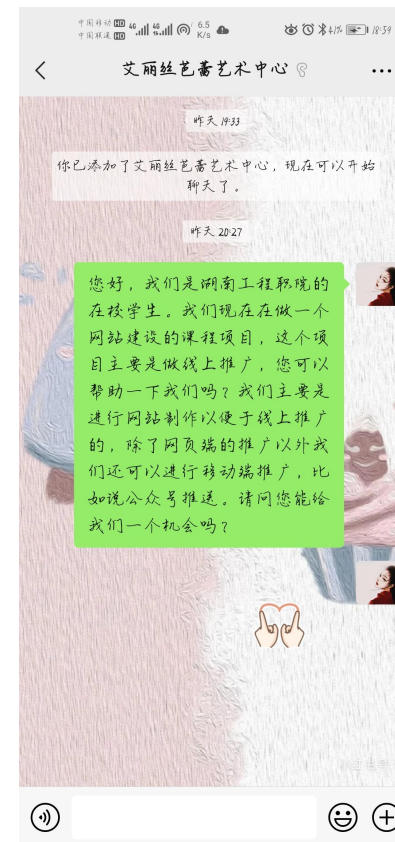 中国移动 HD 4G 4G 6.5 K/s 41% 18:59
中国联通 HD
艾丽丝芭蕾艺术中心
昨天 19:33
你已添加了艾丽丝芭蕾艺术中心，现在可以开始
聊天了。
昨天 20:27
您好，我们是湖南工程职院的
在校学生。我们现在在做一个
网站建设的课程项目，这个项
目主要是做线上推广，您可以
帮助一下我们吗？我们主要是
进行网站制作以便于线上推广
的，除了网页端的推广以外我
们还可以进行移动端推广，比
如说公众号推送。请问您能给
我们一个机会吗？